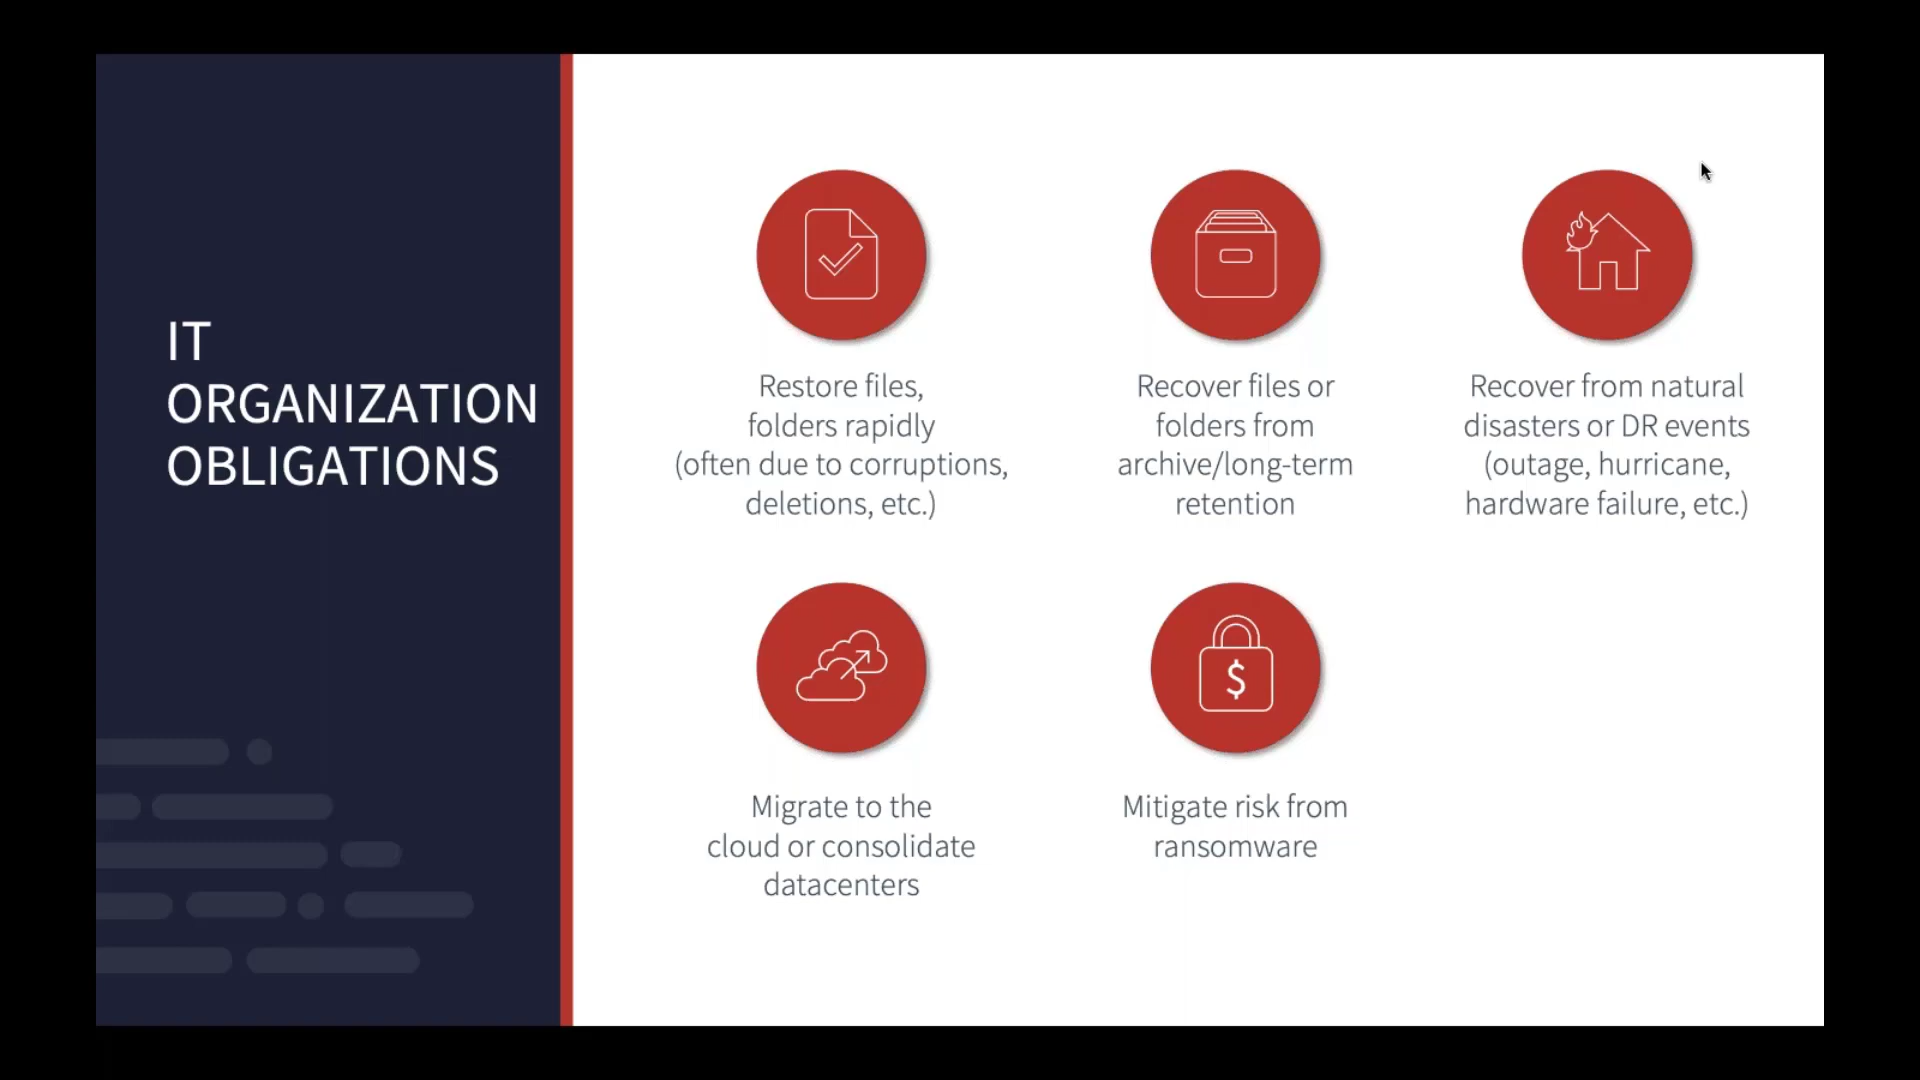 IT
ORGANIZATION
OBLIGATIONS
Restore files,
folders rapidly
(often due to corruptions,
deletions, etc.)
Recover files or
folders from
archive/long-term
retention
Recover from natural
disasters or DR events
(outage, hurricane,
hardware failure, etc.)
Migrate to the
cloud or consolidate
datacenters
$
Mitigate risk from
ransomware